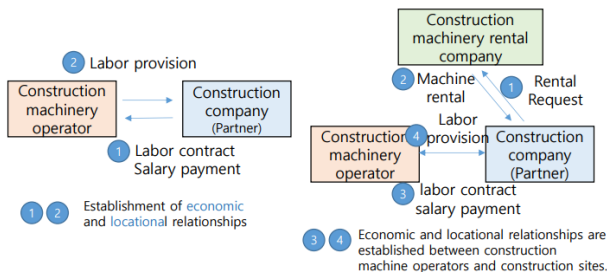 2 Labor provision
Construction
machinery
operator
Construction
company
(Partner)
1 Labor contract
Salary payment
1 2 Establishment of economic
and locational relationships
Construction
machinery rental
company
2 Machine
rental
1 Rental
Request
4 Labor
provision
Construction
machinery
operator
Construction
company
(Partner)
3 labor contract
salary payment
3 4 Economic and locational relationships are
established between construction
machine operators and construction sites.